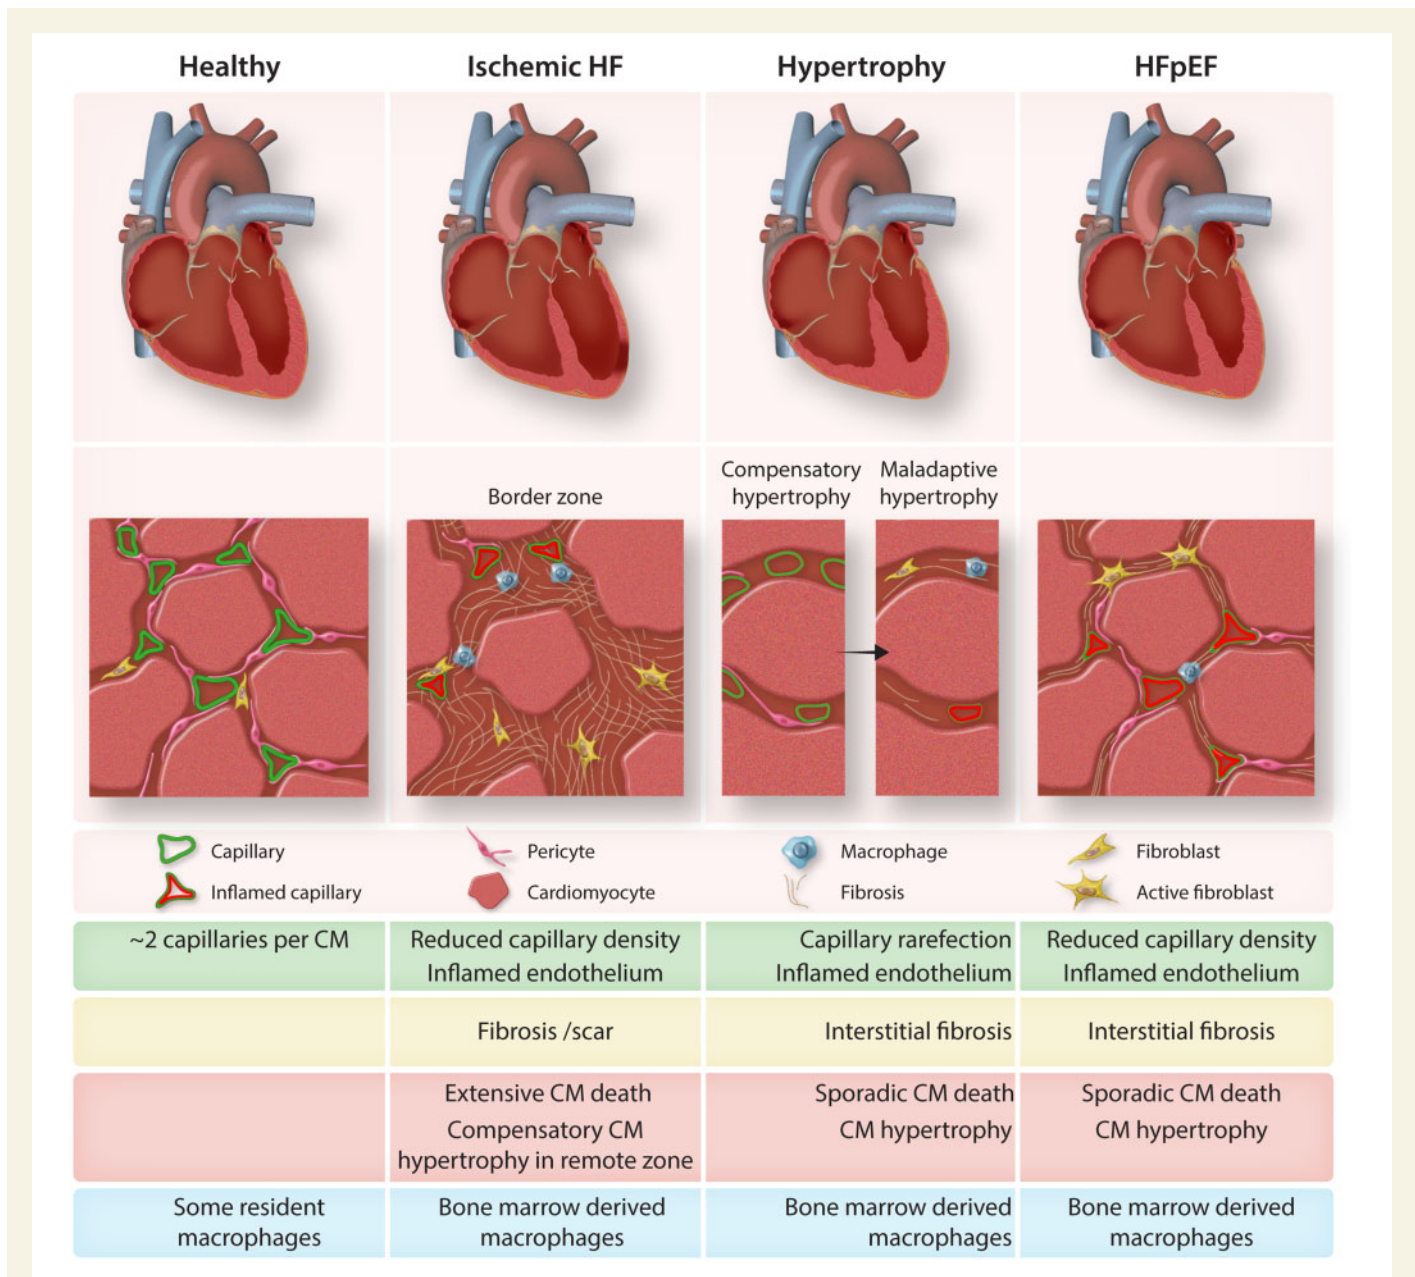 Healthy
Ischemic HF
Hypertrophy
HFpEF
Border zone
Compensatory
hypertrophy
Maladaptive
hypertrophy
Capillary
Pericyte
Macrophage
Fibroblast
Inflamed capillary
Cardiomyocyte
Fibrosis
Active fibroblast
~2 capillaries per CM
Reduced capillary density
Inflamed endothelium
Capillary rarefection
Inflamed endothelium
Reduced capillary density
Inflamed endothelium
Fibrosis /scar
Interstitial fibrosis
Interstitial fibrosis
Extensive CM death
Compensatory CM
hypertrophy in remote zone
Sporadic CM death
CM hypertrophy
Sporadic CM death
CM hypertrophy
Some resident
macrophages
Bone marrow derived
macrophages
Bone marrow derived
macrophages
Bone marrow derived
macrophages